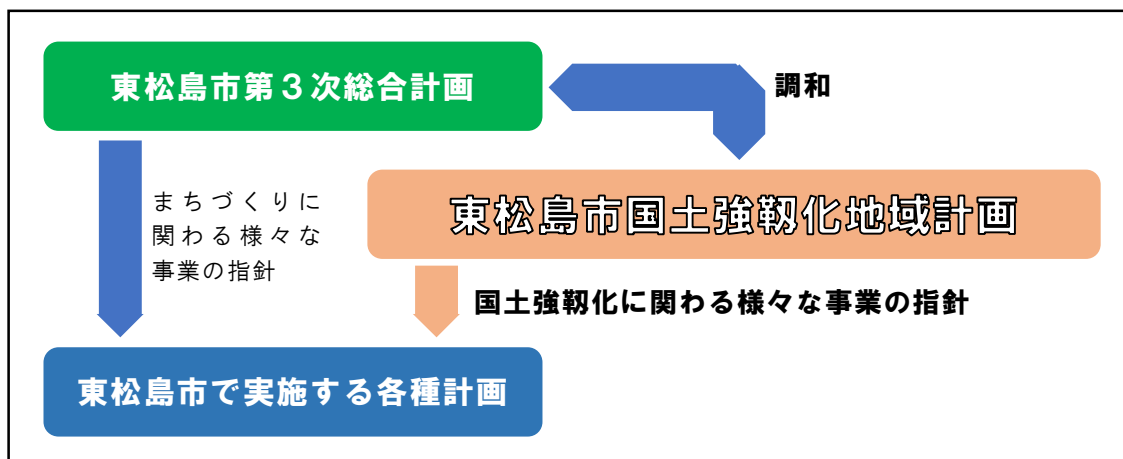 東松島市第３次総合計画
調和
まちづくりに
関わる様々な
事業の指針
東松島市国土強靱化地域計画
国土強靱化に関わる様々な事業の指針
東松島市で実施する各種計画